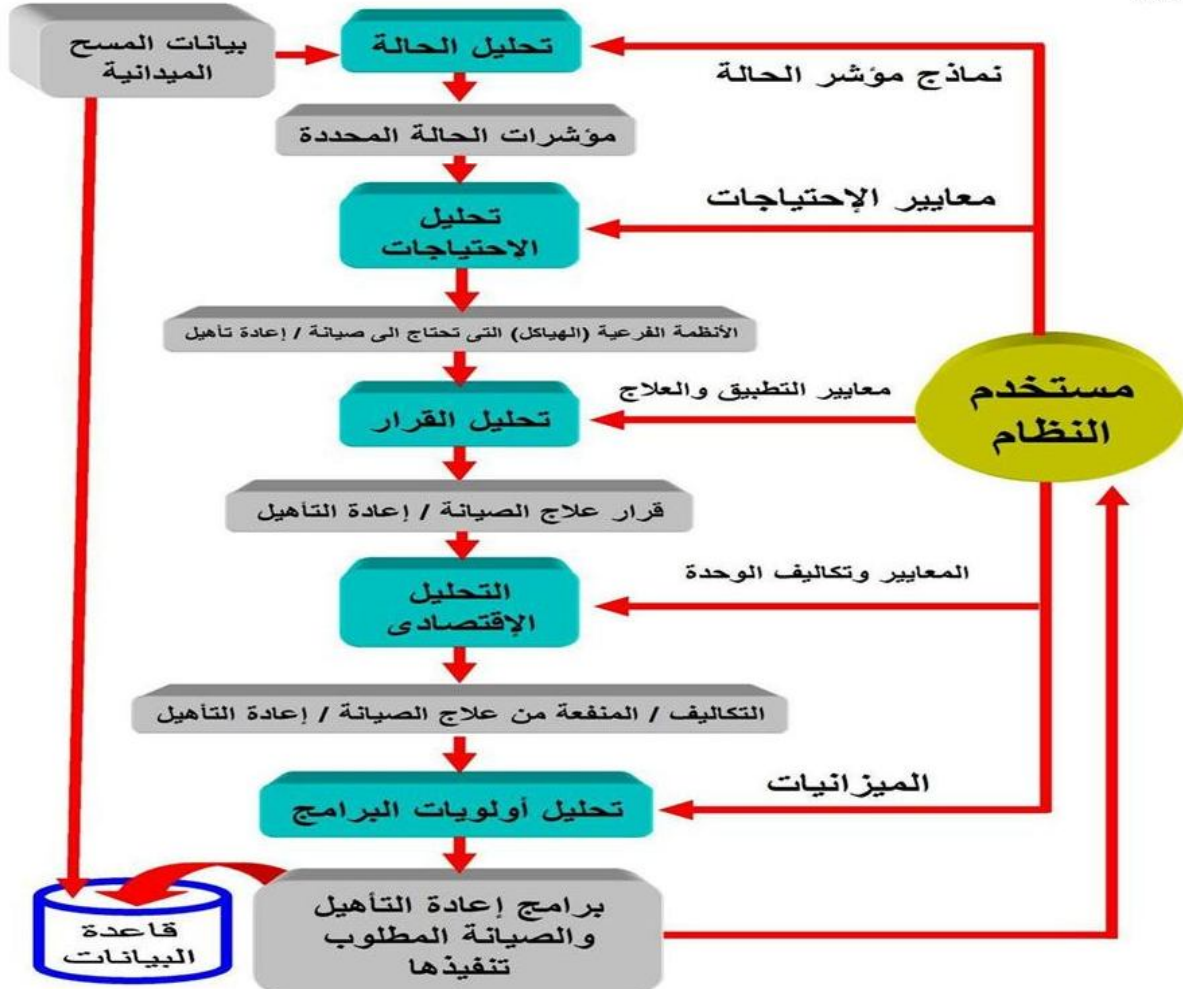 بيانات المسح
الميدانية
تحليل الحالة
نماذج مؤشر الحالة
مؤشرات الحالة المحددة
معايير الإحتياجات
تحليل
الإحتياجات
الأنظمة الفرعية (الهياكل) التى تحتاج الى صيانة / إعادة تأهيل
معايير التطبيق والعلاج
تحليل القرار
مستخدم
النظام
قرار علاج الصيانة / إعادة التأهيل
المعايير وتكاليف الوحدة
التحليل
الإقتصادى
التكاليف / المنفعة من علاج الصيانة / إعادة التأهيل
الميزانيات
تحليل أولويات البرامج
برامج إعادة التأهيل
والصيانة المطلوب
تنفيذها
قاعدة
البيانات